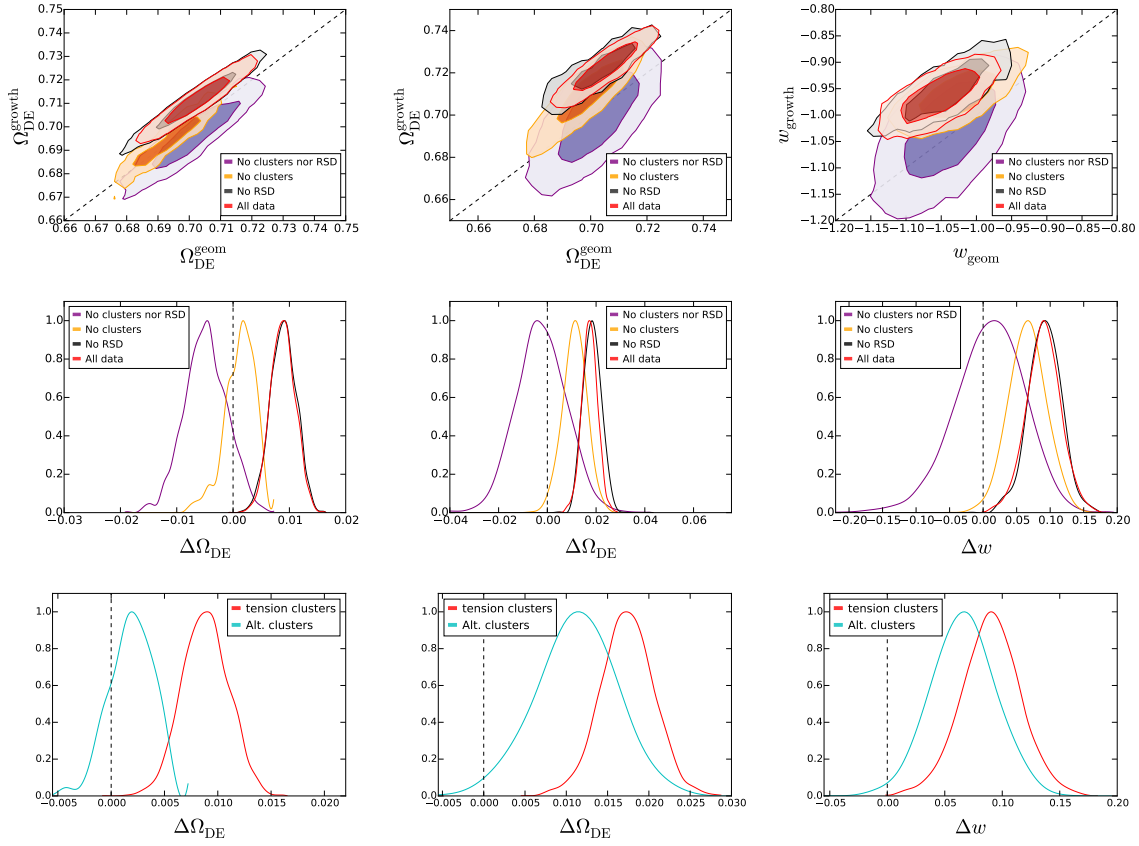 0.75
0.74
0.73
0.72
0.71
0.70
0.69
0.68
0.67
0.66
Ω_DE^growth
No clusters nor RSD
No clusters
No RSD
All data
0.66 0.67 0.68 0.69 0.70 0.71 0.72 0.73 0.74 0.75
Ω_DE^geom
0.74
0.72
0.70
0.68
0.66
Ω_DE^growth
No clusters nor RSD
No clusters
No RSD
All data
0.66 0.68 0.70 0.72 0.74
Ω_DE^geom
−0.80
−0.85
−0.90
−0.95
−1.00
−1.05
−1.10
−1.15
−1.20
w_growth
No clusters nor RSD
No clusters
No RSD
All data
−1.20 −1.15 −1.10 −1.05 −1.00 −0.95 −0.90 −0.85 −0.80
w_geom
1.0
0.8
0.6
0.4
0.2
0.0
No clusters nor RSD
No clusters
No RSD
All data
−0.03 −0.02 −0.01 0.00 0.01 0.02
ΔΩ_DE
1.0
0.8
0.6
0.4
0.2
0.0
No clusters nor RSD
No clusters
No RSD
All data
−0.04 −0.02 0.00 0.02 0.04 0.06
ΔΩ_DE
1.0
0.8
0.6
0.4
0.2
0.0
No clusters nor RSD
No clusters
No RSD
All data
−0.20 −0.15 −0.10 −0.05 0.00 0.05 0.10 0.15 0.20
Δw
1.0
0.8
0.6
0.4
0.2
0.0
tension clusters
Alt. clusters
−0.005 0.000 0.005 0.010 0.015 0.020
ΔΩ_DE
1.0
0.8
0.6
0.4
0.2
0.0
tension clusters
Alt. clusters
−0.005 0.000 0.005 0.010 0.015 0.020 0.025 0.030
ΔΩ_DE
1.0
0.8
0.6
0.4
0.2
0.0
tension clusters
Alt. clusters
−0.05 0.00 0.05 0.10 0.15 0.20
Δw